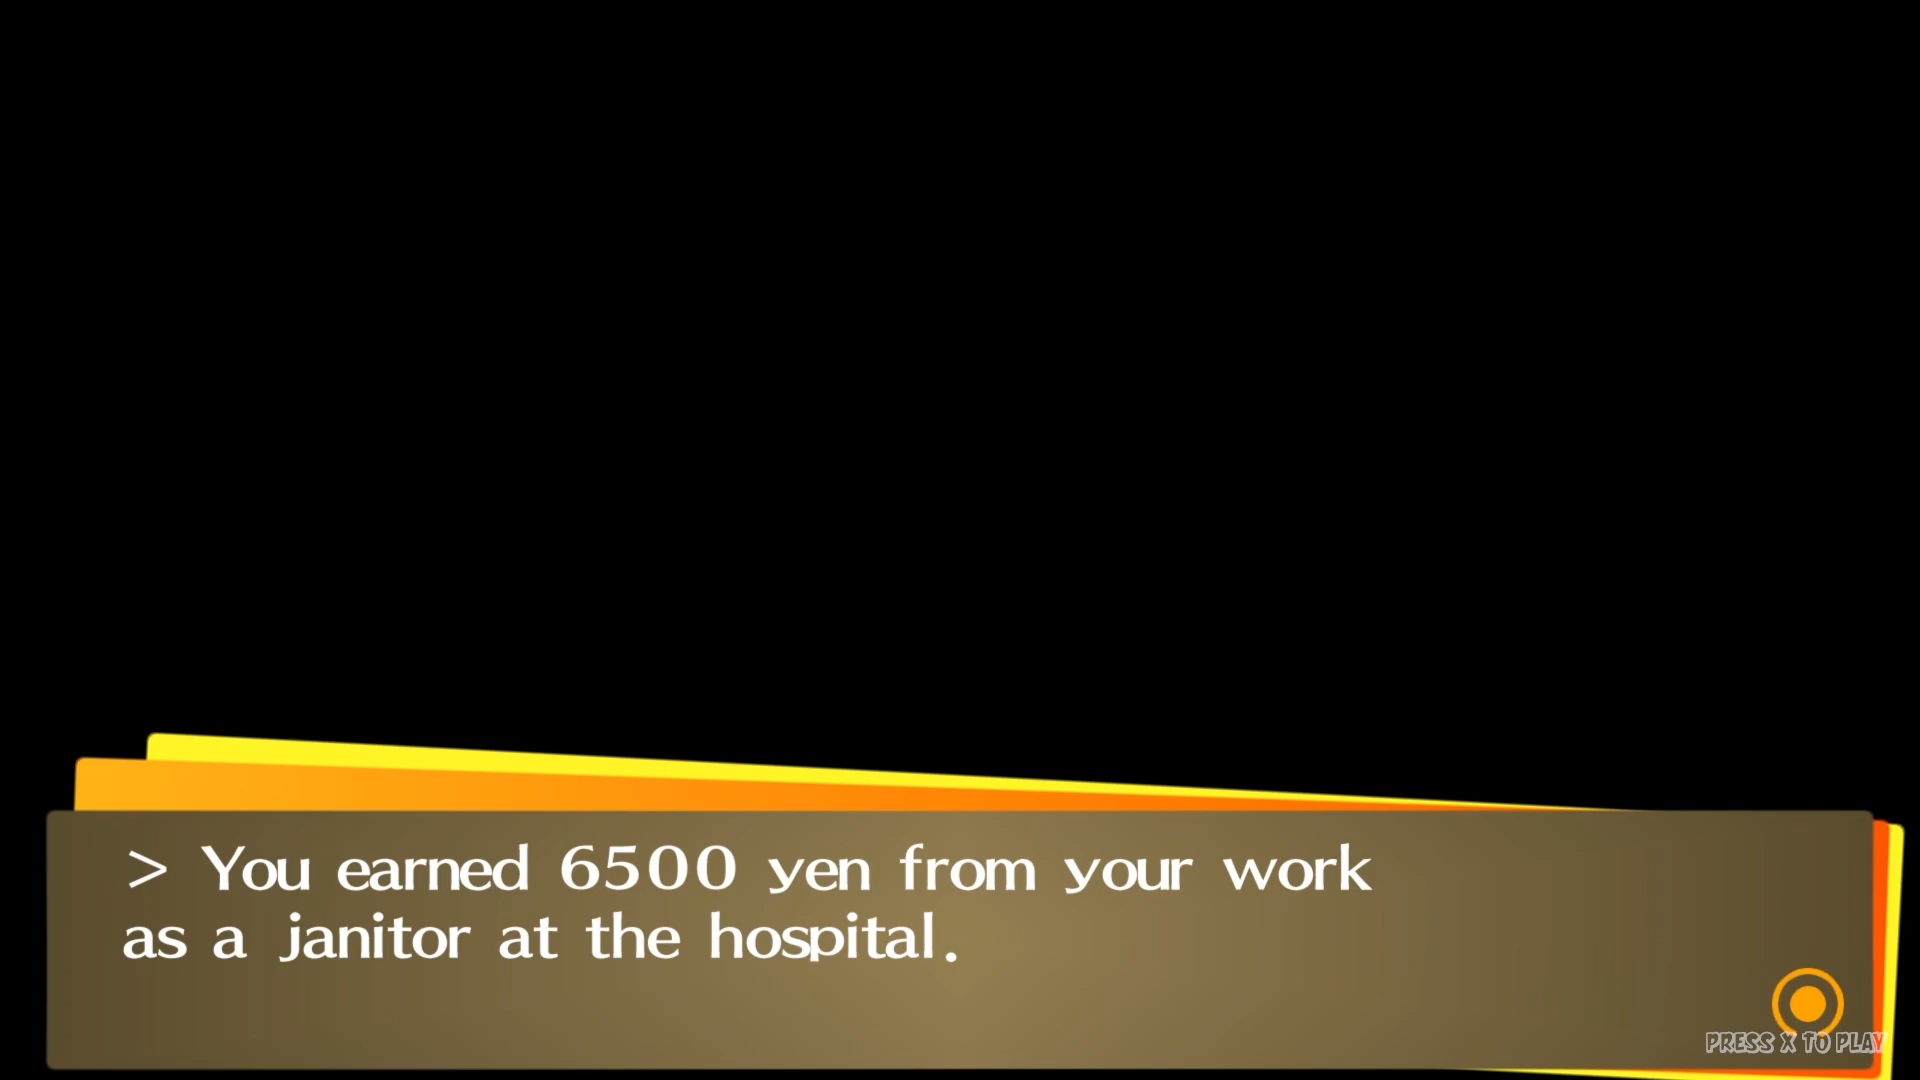 > You earned 6500 yen from your work
as a janitor at the hospital.
PRESS X TO PLAY